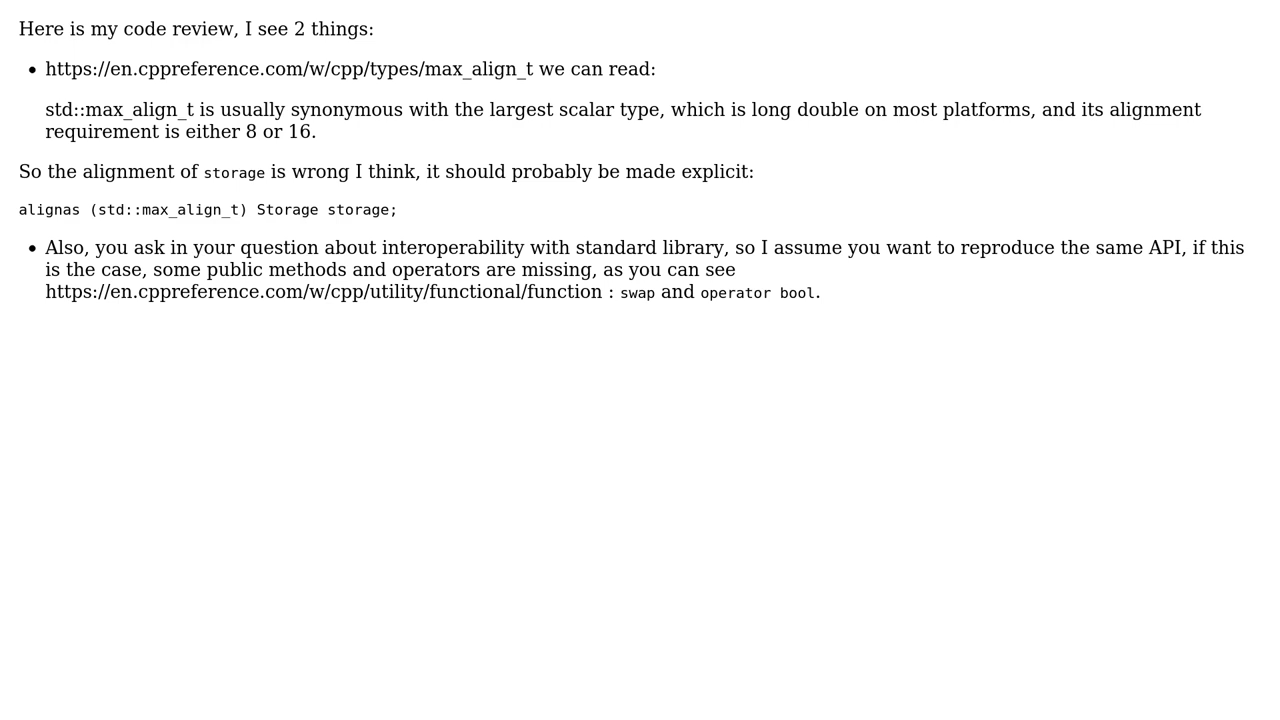 Here is my code review, I see 2 things:
• https://en.cppreference.com/w/cpp/types/max_align_t we can read:
std::max_align_t is usually synonymous with the largest scalar type, which is long double on most platforms, and its alignment
requirement is either 8 or 16.
So the alignment of storage is wrong I think, it should probably be made explicit:
alignas (std::max_align_t) Storage storage;
• Also, you ask in your question about interoperability with standard library, so I assume you want to reproduce the same API, if this
is the case, some public methods and operators are missing, as you can see
https://en.cppreference.com/w/cpp/utility/functional/function : swap and operator bool.